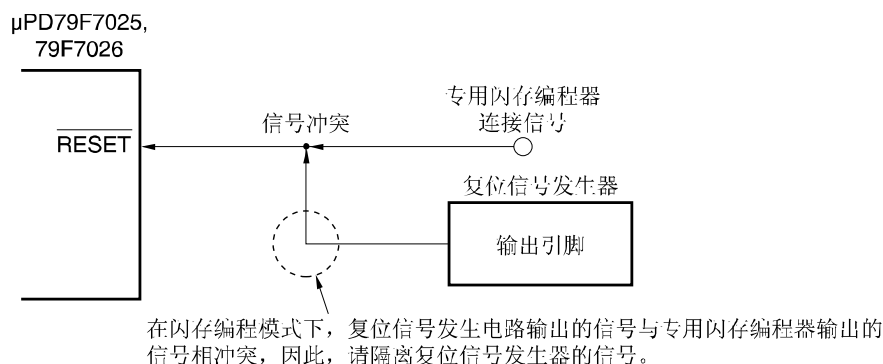 μPD79F7025,
79F7026
专用闪存编程器
连接信号
信号冲突
RESET
复位信号发生器
输出引脚
在闪存编程模式下，复位信号发生电路输出的信号与专用闪存编程器输出的
信号相冲突，因此，请隔离复位信号发生器的信号。